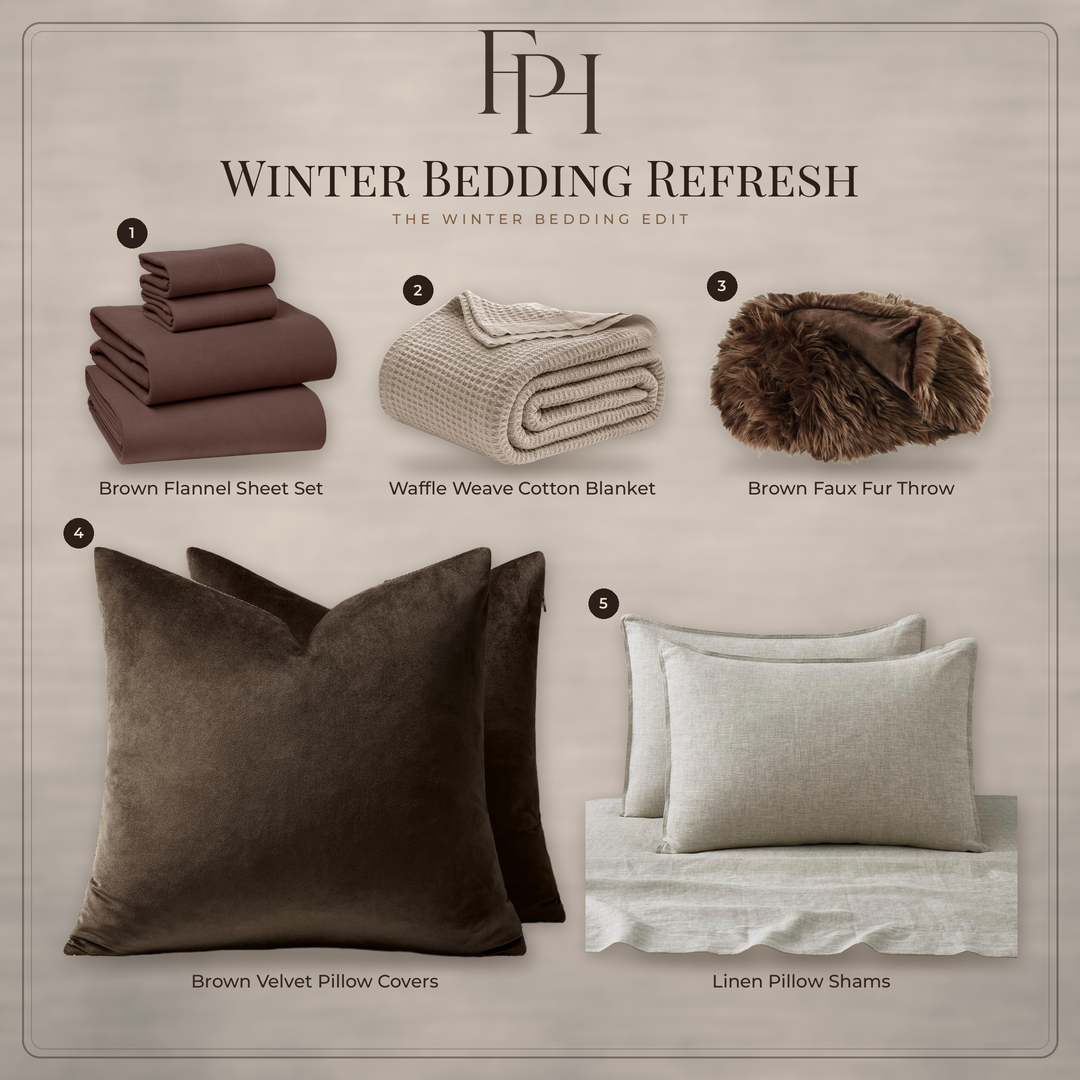 FPH
Winter Bedding Refresh
THE WINTER BEDDING EDIT
1
2
3
Brown Flannel Sheet Set
Waffle Weave Cotton Blanket
Brown Faux Fur Throw
4
5
Brown Velvet Pillow Covers
Linen Pillow Shams